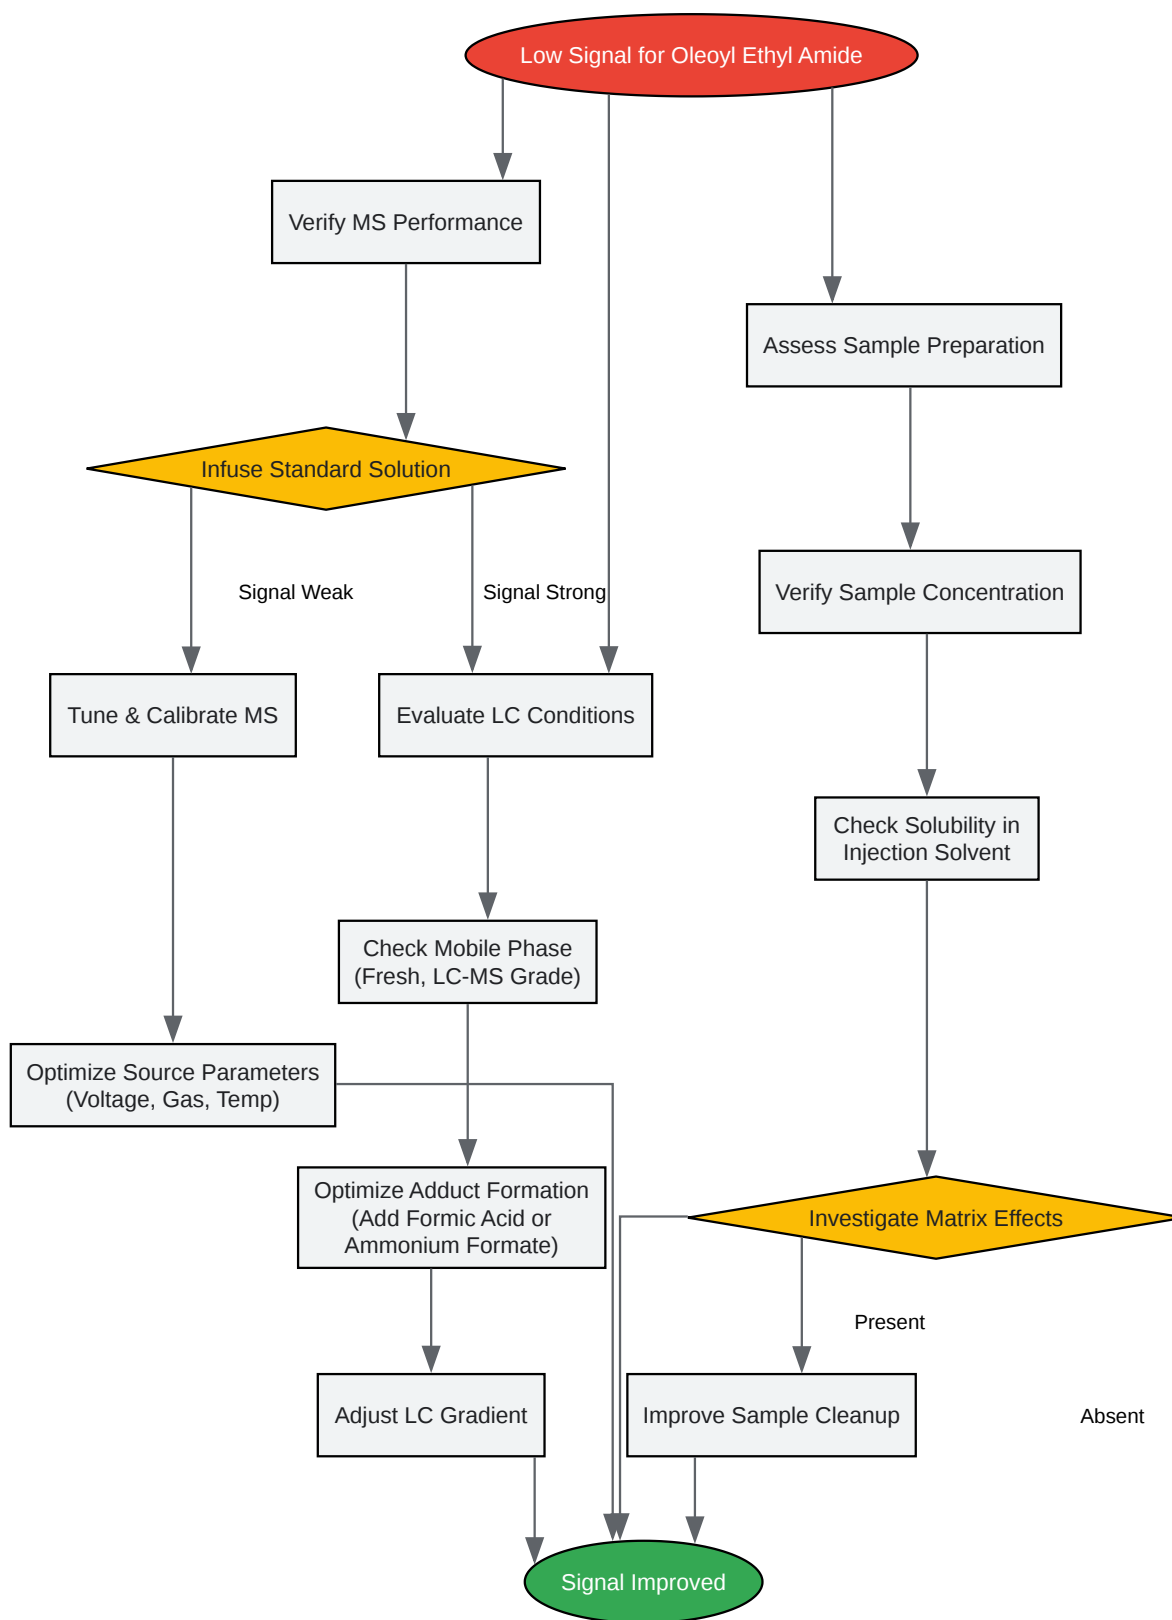 Low Signal for Oleoyl Ethyl Amide
Verify MS Performance
Assess Sample Preparation
Infuse Standard Solution
Signal Weak
Signal Strong
Verify Sample Concentration
Tune & Calibrate MS
Evaluate LC Conditions
Check Solubility in
Injection Solvent
Check Mobile Phase
(Fresh, LC-MS Grade)
Optimize Source Parameters
(Voltage, Gas, Temp)
Optimize Adduct Formation
(Add Formic Acid or
Ammonium Formate)
Investigate Matrix Effects
Present
Adjust LC Gradient
Improve Sample Cleanup
Absent
Signal Improved